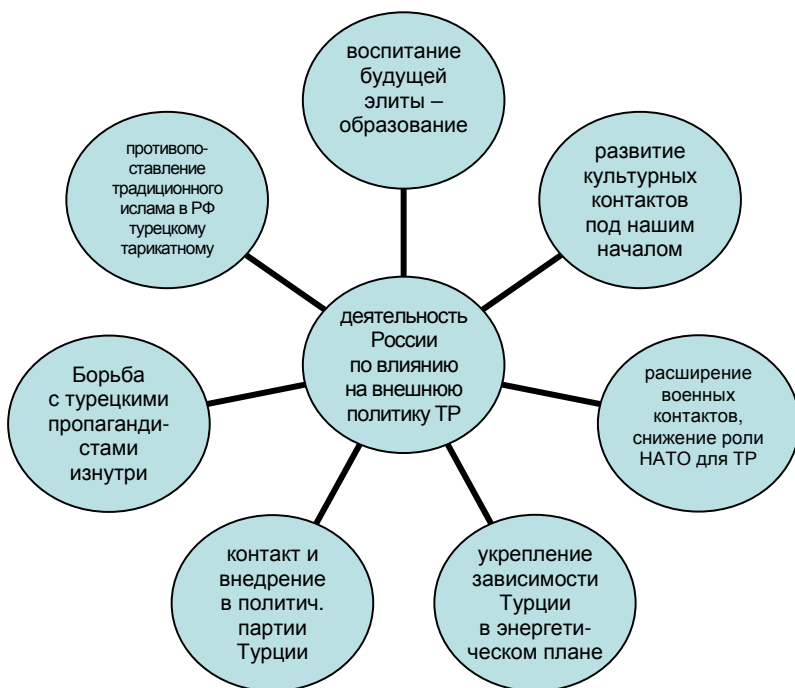 воспитание
будущей
элиты –
образование
развитие
культурных
контактов
под нашим
началом
расширение
военных
контактов,
снижение роли
НАТО для ТР
укрепление
зависимости
Турции
в энергети-
ческом плане
контакт и
внедрение
в политич.
партии
Турции
Борьба
с турецкими
пропаганди-
стами
изнутри
противопо-
ставление
традиционного
ислама в РФ
турецкому
тарикатному
деятельность
России
по влиянию
на внешнюю
политику ТР